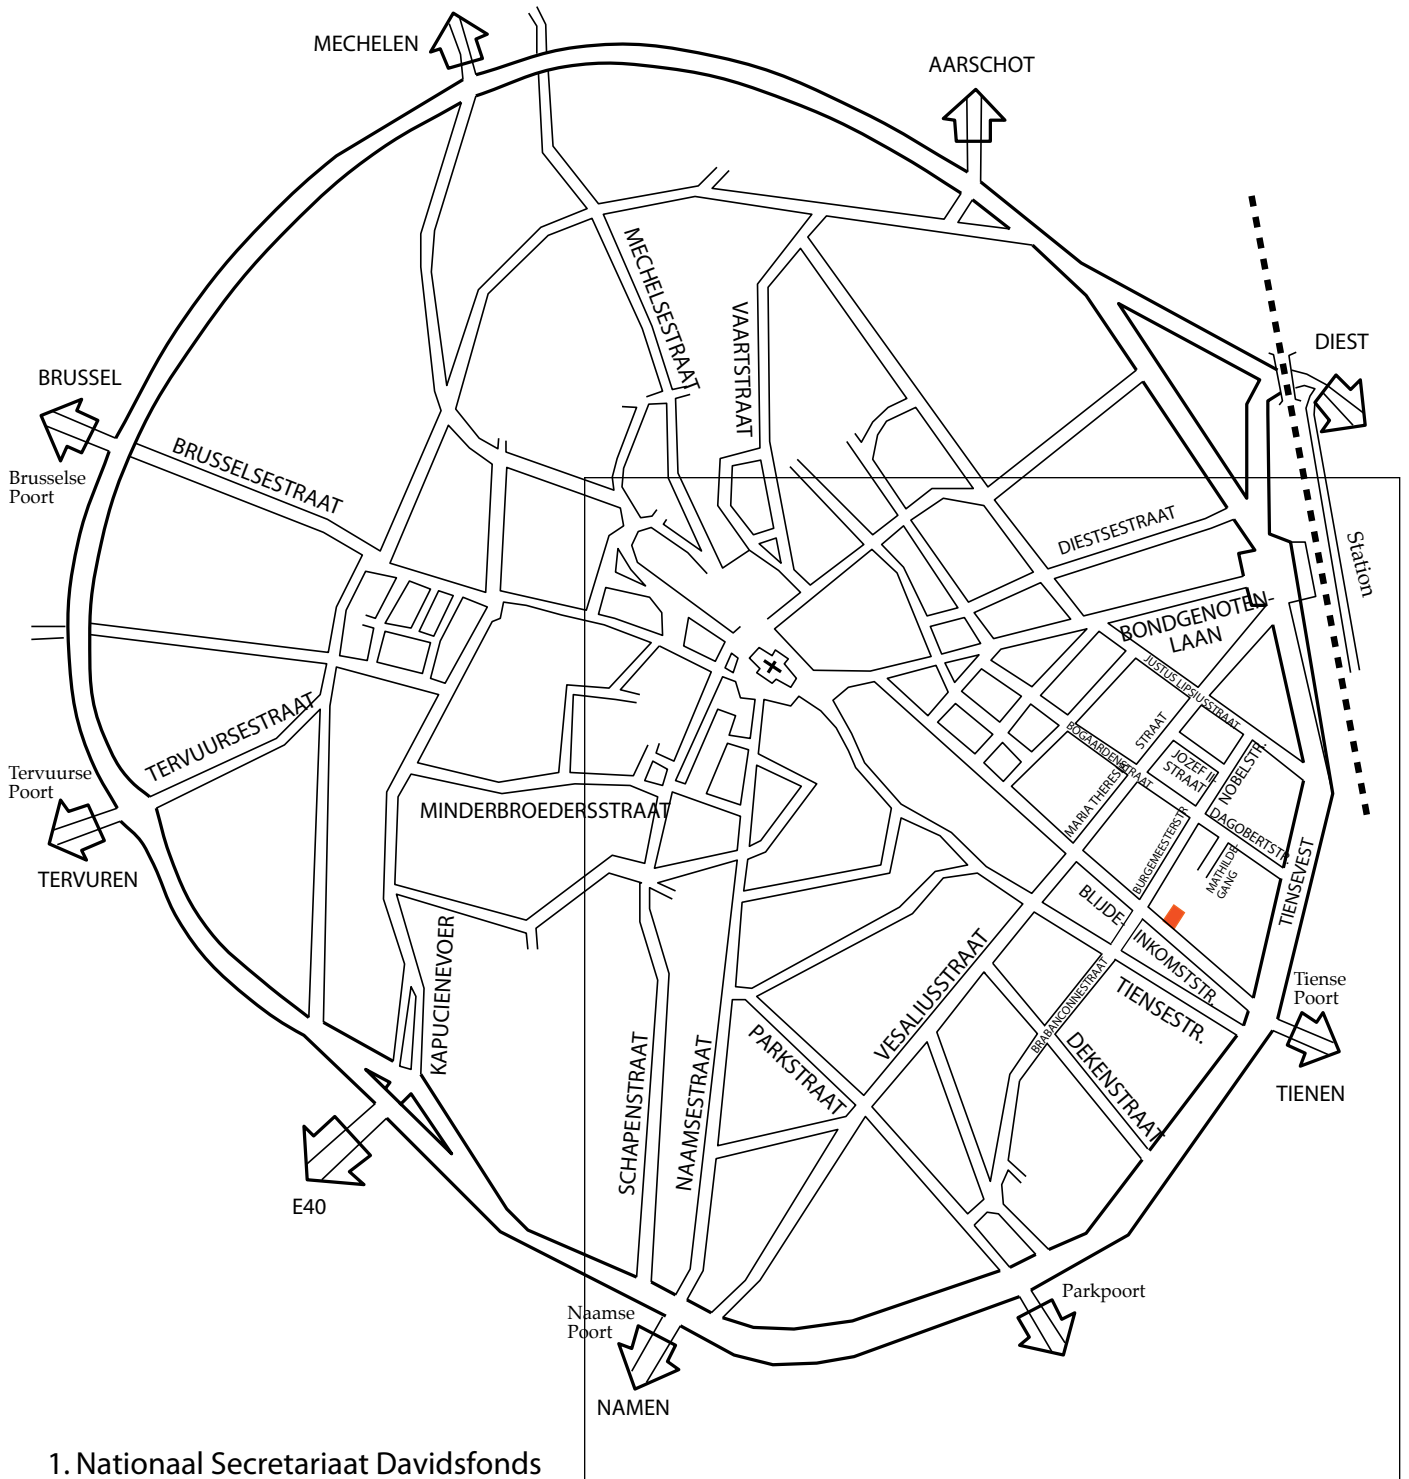 MECHELEN
AARSCHOT
DIEST
BRUSSEL
Brusselse
Poort
MECHELSESTRAAT
VAARTSTRAAT
BRUSSELSESTRAAT
DIESTSESTRAAT
Station
BONDGENOTEN-
LAAN
JUSTUS LIPSIUSSTRAAT
TERVUURSESTRAAT
BOGAARDENSTRAAT
STRAAT
MARIA THERESIA
JOZEF II-
STRAAT
NOBELSTR.
Tervuurse
Poort
TERVUREN
MINDERBROEDERSSTRAAT
DAGOBERTSTR.
BURGEMEESTERSTR
MATHILDE-
GANG
TIENSEVEST
BLIJDE
INKOMSTSTR.
KAPUCIENEVOER
VESALIUSSTRAAT
BRABANCONNESTRAAT
TIENSESTR.
Tiense
Poort
TIENEN
PARKSTRAAT
DEKENSTRAAT
SCHAPENSTRAAT
NAAMSESTRAAT
E40
Naamse
Poort
Parkpoort
NAMEN
1. Nationaal Secretariaat Davidsfonds